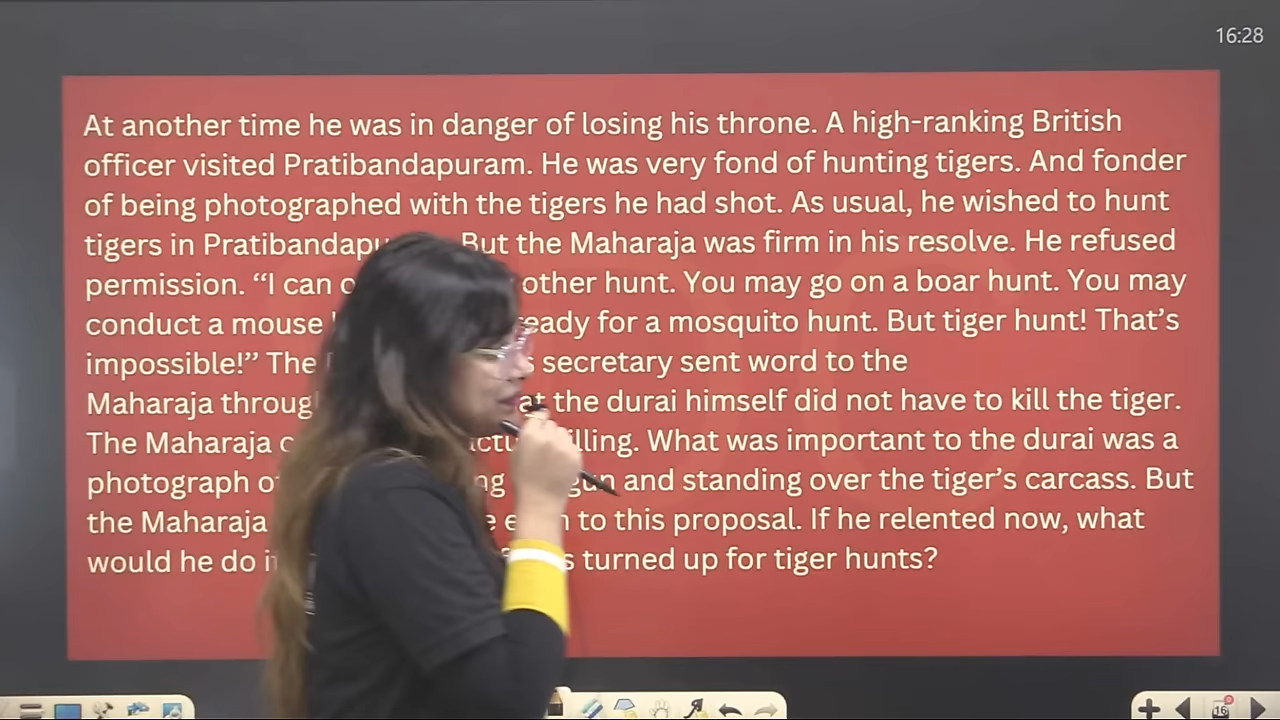 16:28
At another time he was in danger of losing his throne. A high-ranking British
officer visited Pratibandapuram. He was very fond of hunting tigers. And fonder
of being photographed with the tigers he had shot. As usual, he wished to hunt
tigers in But the Maharaja was firm in his resolve. He refused
permission. “I can other hunt. You may go on a boar hunt. You may
conduct a mouse for a mosquito hunt. But tiger hunt! That’s
impossible!” The secretary sent word to the
Maharaja the durai himself did not have to kill the tiger.
The Maharaja What was important to the durai was a
photograph and standing over the tiger’s carcass. But
the Maharaja to this proposal. If he relented now, what
would he do turned up for tiger hunts?
16